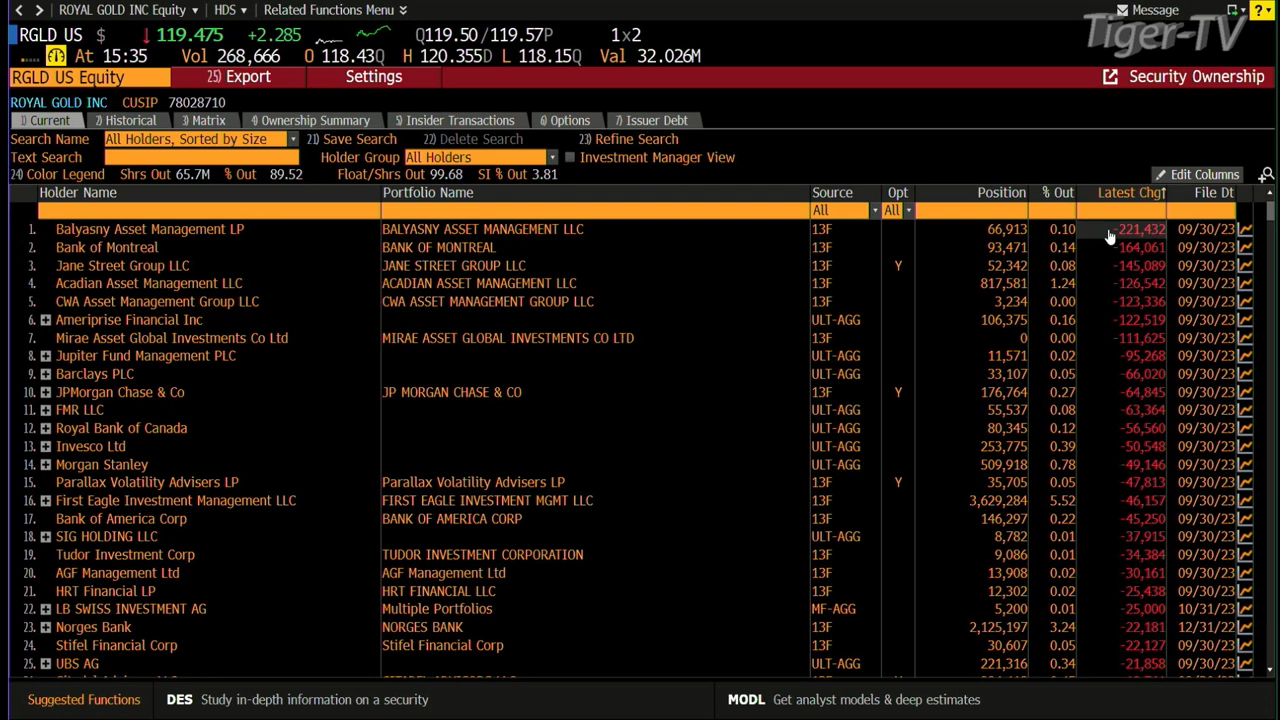 < > ROYAL GOLD INC Equity HDS Related Functions Menu Message ?
RGLD US $ 119.475 +2.285 Q119.50/119.57P 1x2
At 15:35 Vol 268,666 O 118.43Q H 120.355D L 118.15Q Val 32.026M
Tiger-TV
RGLD US Equity 25) Export Settings Security Ownership
ROYAL GOLD INC CUSIP 78028710
1) Current 2) Historical 3) Matrix 4) Ownership Summary 5) Insider Transactions 6) Options 7) Issuer Debt
Search Name All Holders, Sorted by Size 21) Save Search 22) Delete Search 23) Refine Search
Text Search Holder Group All Holders Investment Manager View
24) Color Legend Shrs Out 65.7M % Out 89.52 Float/Shrs Out 99.68 SI % Out 3.81 Edit Columns
Holder Name Portfolio Name Source Opt Position % Out Latest Chg↑ File Dt
All All
1. Balyasny Asset Management LP BALYASNY ASSET MANAGEMENT LLC 13F 66,913 0.10 -221,432 09/30/23
2. Bank of Montreal BANK OF MONTREAL 13F 93,471 0.14 -164,061 09/30/23
3. Jane Street Group LLC JANE STREET GROUP LLC 13F Y 52,342 0.08 -145,089 09/30/23
4. Acadian Asset Management LLC ACADIAN ASSET MANAGEMENT LLC 13F 817,581 1.24 -126,542 09/30/23
5. CWA Asset Management Group LLC CWA ASSET MANAGEMENT GROUP LLC 13F 3,234 0.00 -123,336 09/30/23
6. Ameriprise Financial Inc ULT-AGG 106,375 0.16 -122,519 09/30/23
7. Mirae Asset Global Investments Co Ltd MIRAE ASSET GLOBAL INVESTMENTS CO LTD 13F 0 0.00 -111,625 09/30/23
8. Jupiter Fund Management PLC ULT-AGG 11,571 0.02 -95,268 09/30/23
9. Barclays PLC ULT-AGG 33,107 0.05 -66,020 09/30/23
10. JPMorgan Chase & Co JP MORGAN CHASE & CO 13F Y 176,764 0.27 -64,845 09/30/23
11. FMR LLC ULT-AGG 55,537 0.08 -63,364 09/30/23
12. Royal Bank of Canada ULT-AGG 80,345 0.12 -56,560 09/30/23
13. Invesco Ltd ULT-AGG 253,775 0.39 -50,548 09/30/23
14. Morgan Stanley ULT-AGG 509,918 0.78 -49,146 09/30/23
15. Parallax Volatility Advisers LP Parallax Volatility Advisers LP 13F Y 35,705 0.05 -47,813 09/30/23
16. First Eagle Investment Management LLC FIRST EAGLE INVESTMENT MGMT LLC 13F 3,629,284 5.52 -46,157 09/30/23
17. Bank of America Corp BANK OF AMERICA CORP 13F 146,297 0.22 -45,250 09/30/23
18. SIG HOLDING LLC ULT-AGG 8,782 0.01 -37,915 09/30/23
19. Tudor Investment Corp TUDOR INVESTMENT CORPORATION 13F 9,086 0.01 -34,384 09/30/23
20. AGF Management Ltd AGF Management Ltd 13F 13,908 0.02 -30,161 09/30/23
21. HRT Financial LP HRT FINANCIAL LLC 13F 12,302 0.02 -25,438 09/30/23
22. LB SWISS INVESTMENT AG Multiple Portfolios MF-AGG 5,200 0.01 -25,000 10/31/23
23. Norges Bank NORGES BANK 13F 2,125,197 3.24 -22,181 12/31/22
24. Stifel Financial Corp Stifel Financial Corp 13F 30,607 0.05 -22,127 09/30/23
25. UBS AG ULT-AGG 221,316 0.34 -21,858 09/30/23
Suggested Functions DES Study in-depth information on a security MODL Get analyst models & deep estimates